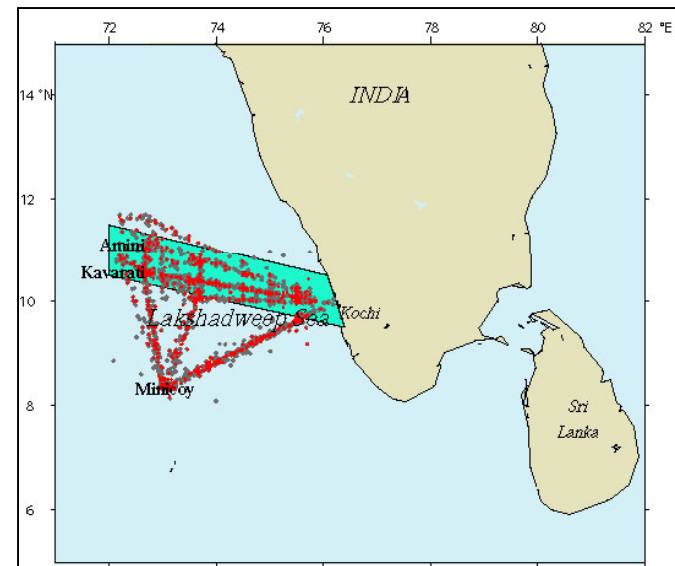 72 74 76 78 80 82 °E
14 °N
INDIA
12
Amini
Kavarati
10
Lakshadweep Sea
Kochi
Minicoy
8
Sri
Lanka
6